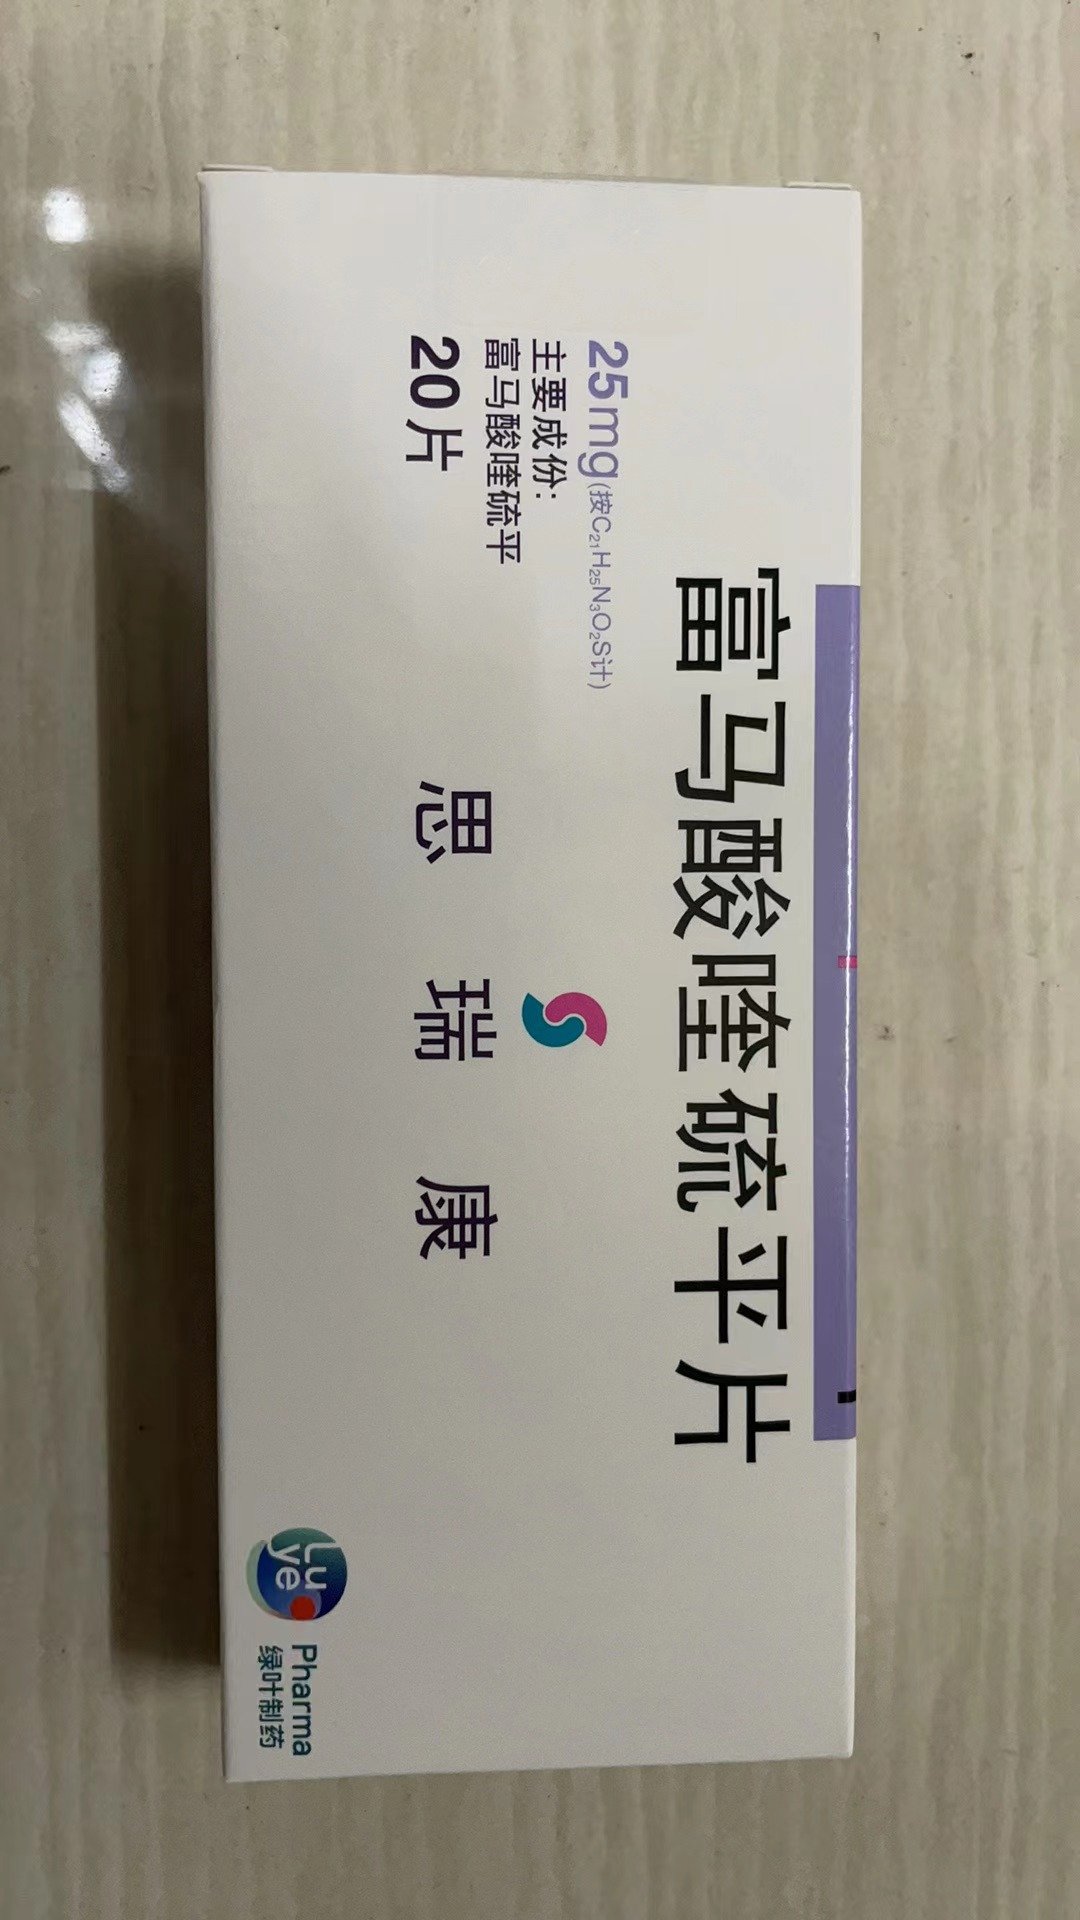 富马酸喹硫平片
25mg(按C₂₁H₂₅N₃O₂S计)
主要成份:
富马酸喹硫平
20片
思瑞康
Luye
Pharma
绿叶制药